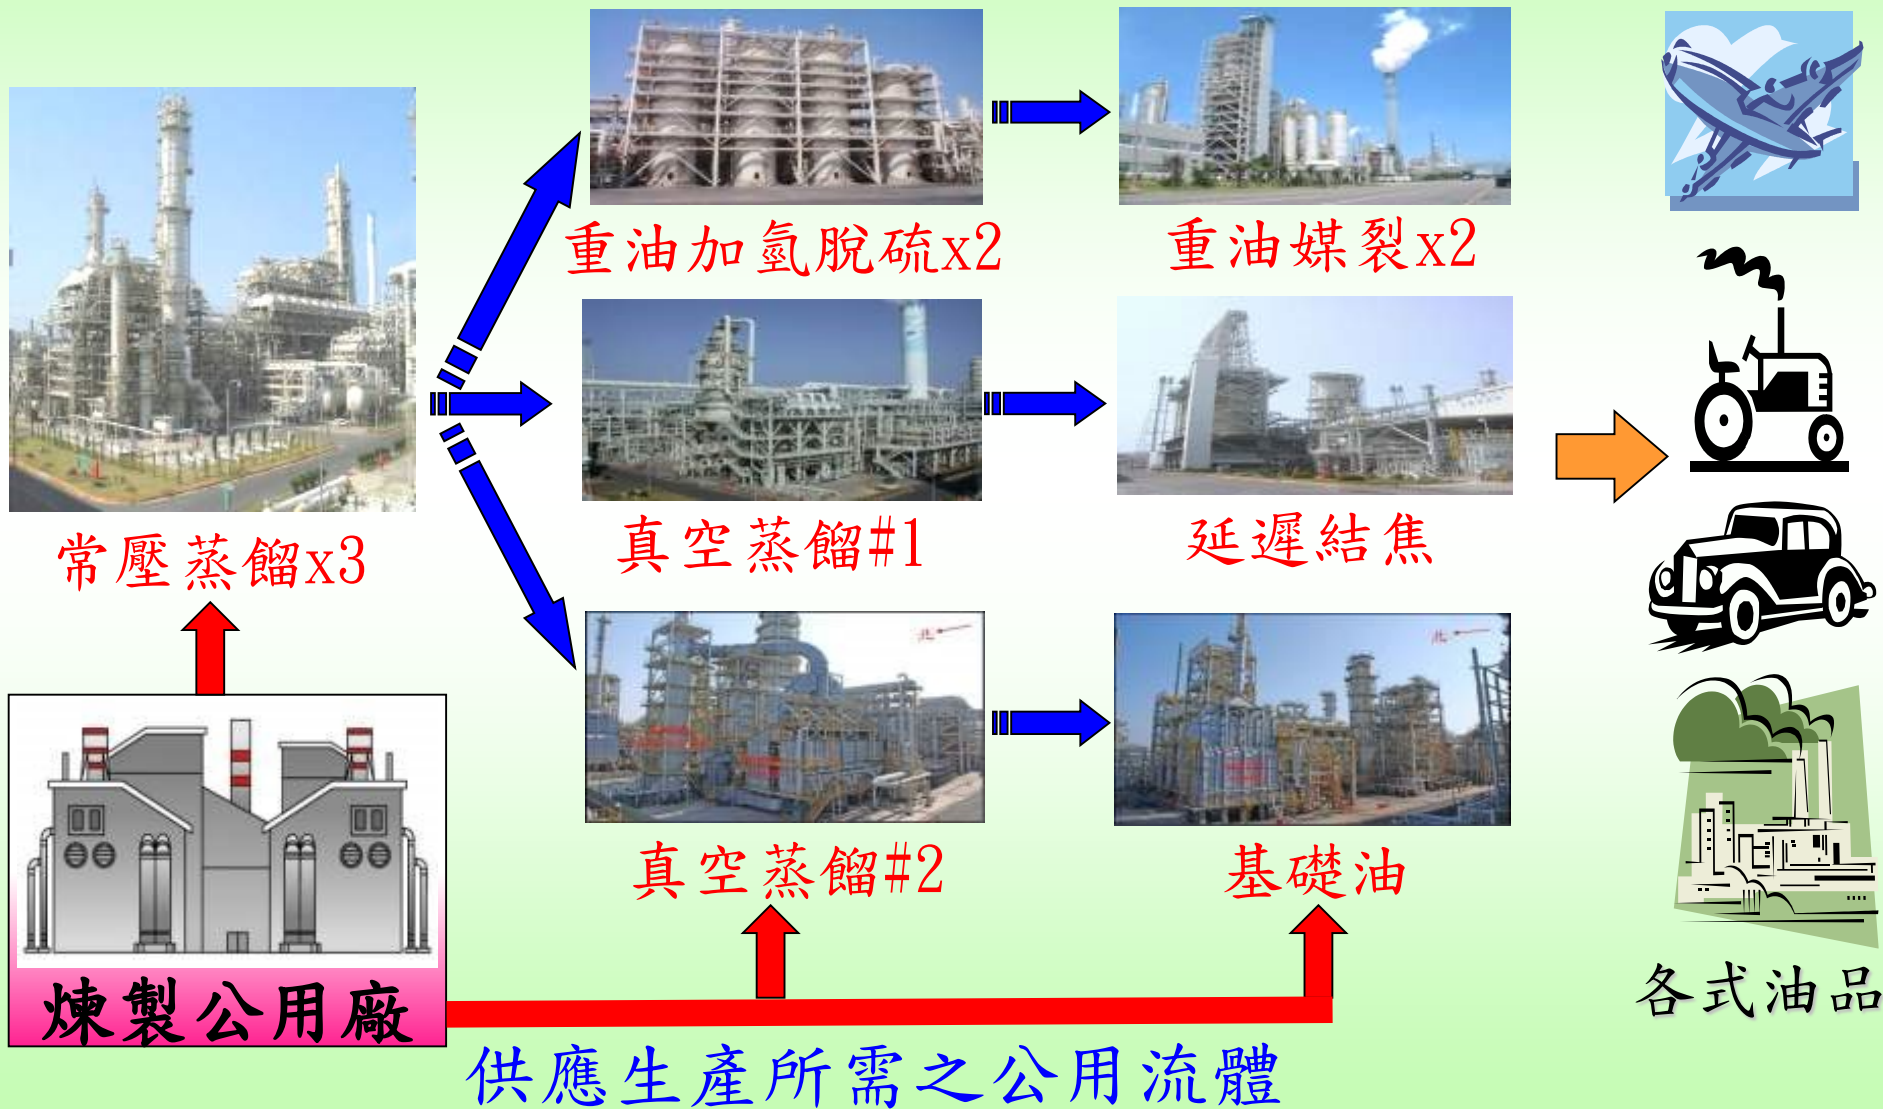 重油加氫脫硫x2
重油媒裂x2
常壓蒸餾x3
真空蒸餾#1
延遲結焦
北
北
真空蒸餾#2
基礎油
煉製公用廠
各式油品
供應生產所需之公用流體